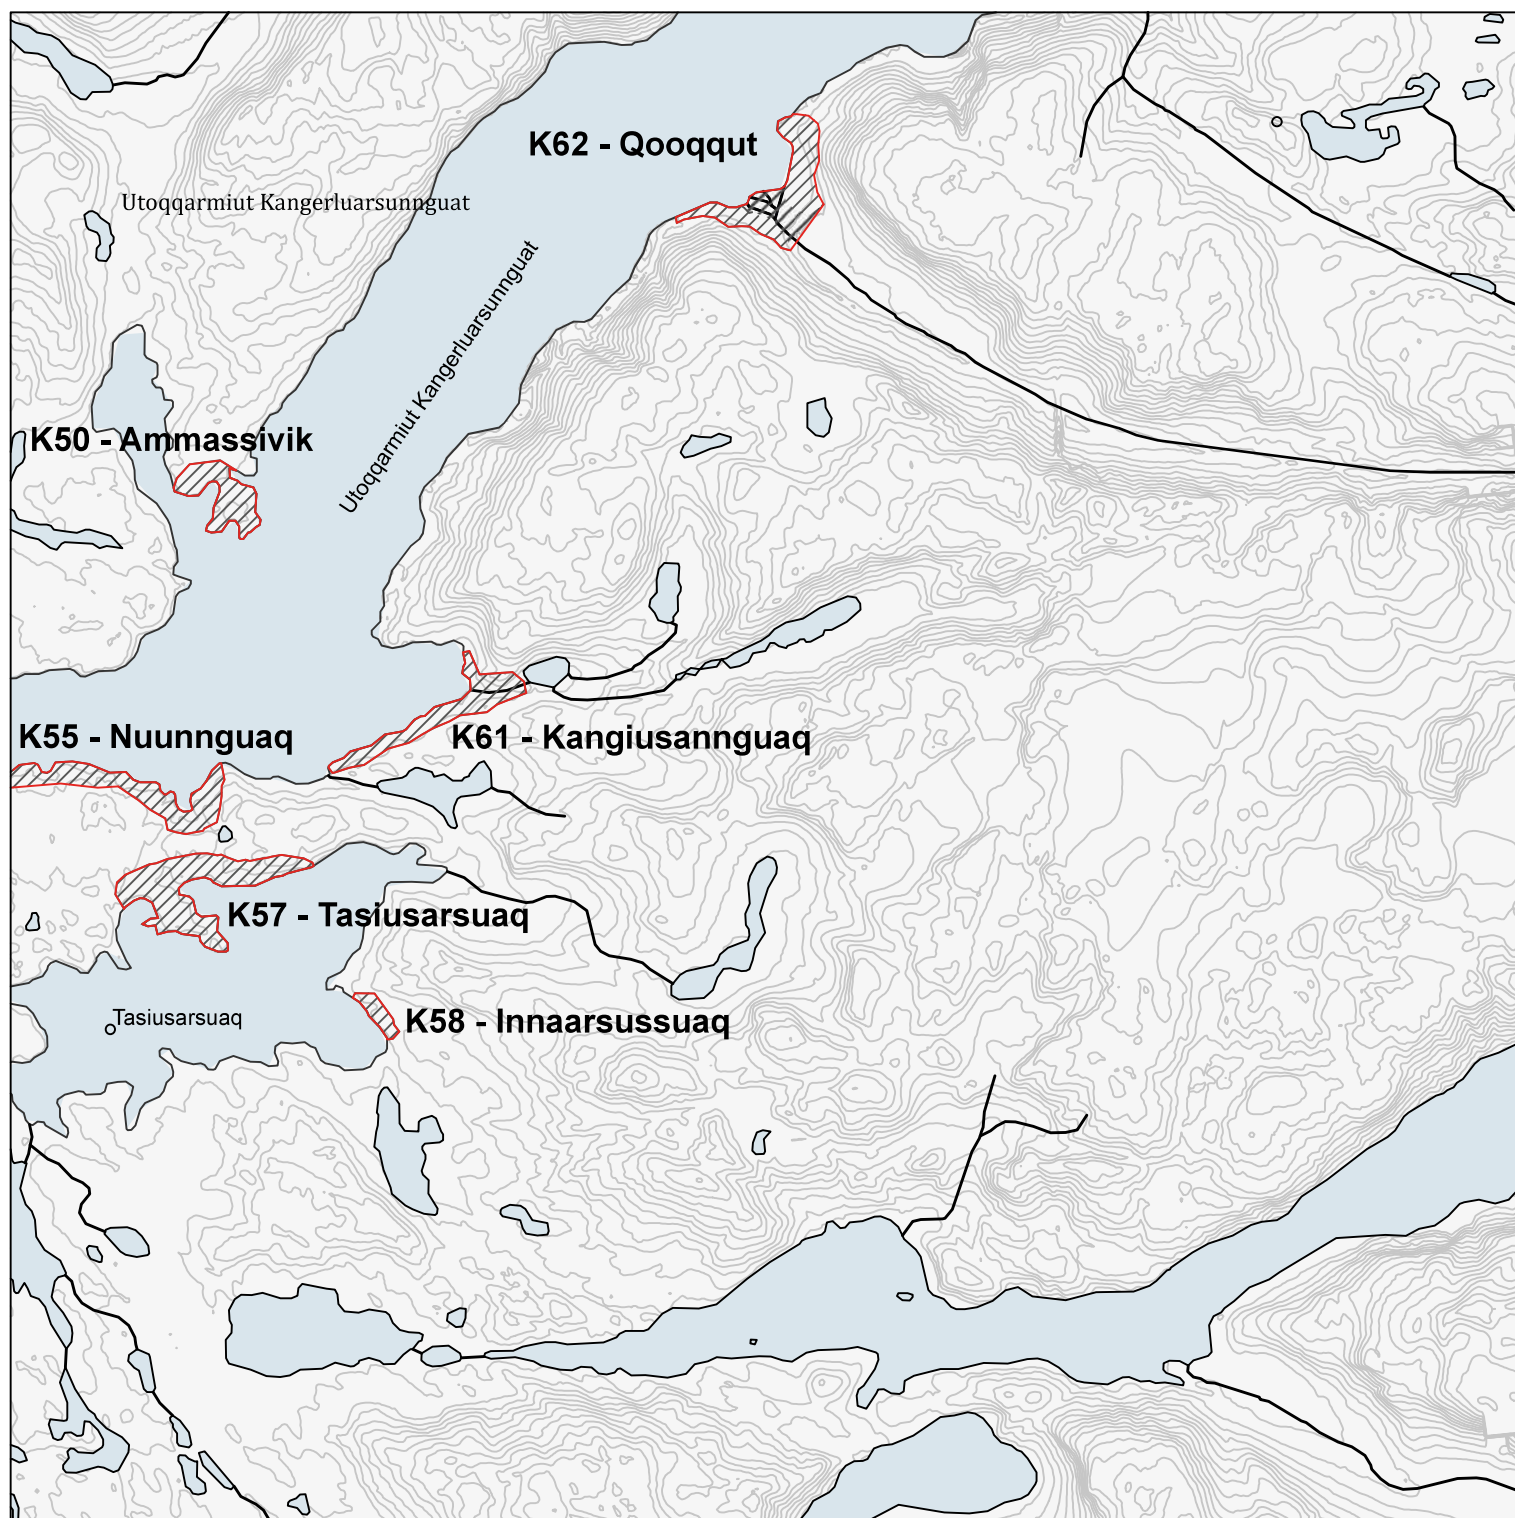 K62 - Qooqqut
Utoqqarmiut Kangerluarsunnguat
Utoqqarmiut Kangerluarsunnguat
K50 - Ammassivik
K55 - Nuunnguaq
K61 - Kangiusannguaq
K57 - Tasiusarsuaq
Tasiusarsuaq
K58 - Innaarsussuaq